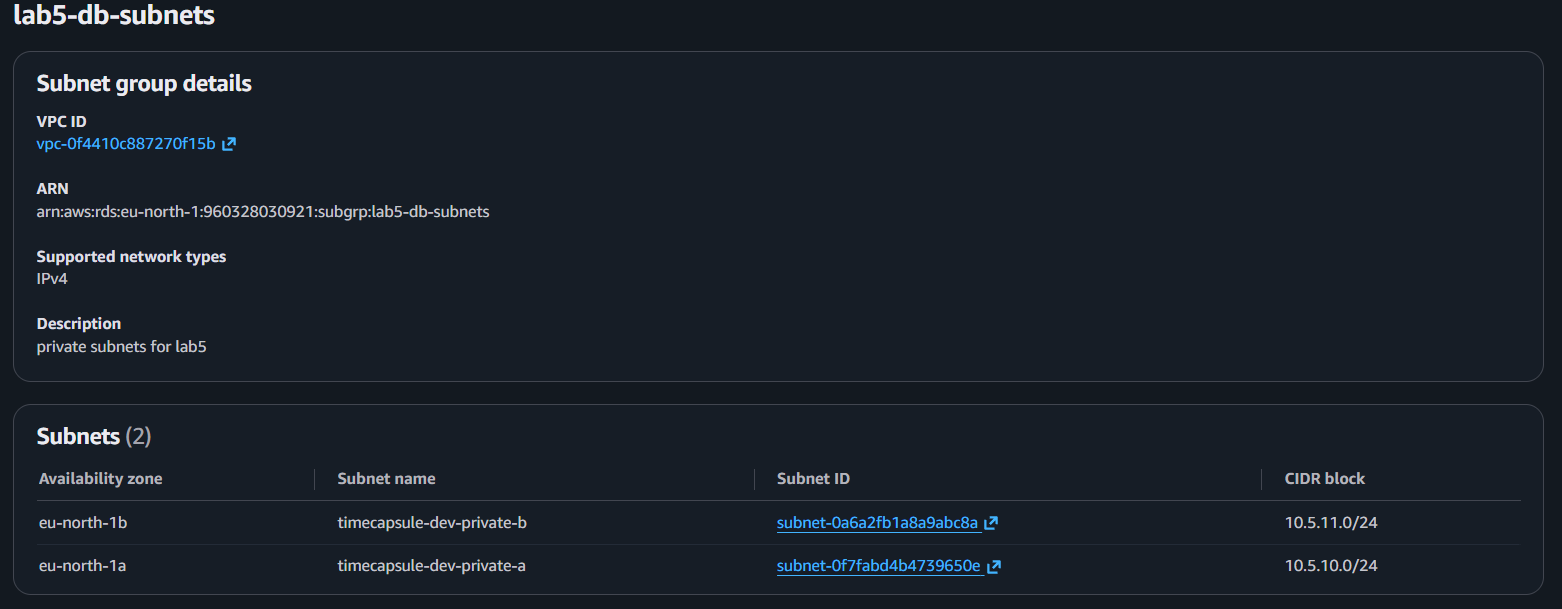 lab5-db-subnets
Subnet group details
VPC ID
vpc-0f4410c887270f15b
ARN
arn:aws:rds:eu-north-1:960328030921:subgrp:lab5-db-subnets
Supported network types
IPv4
Description
private subnets for lab5
Subnets (2)
Availability zone Subnet name Subnet ID CIDR block
eu-north-1b timecapsule-dev-private-b subnet-0a6a2fb1a8a9abc8a 10.5.11.0/24
eu-north-1a timecapsule-dev-private-a subnet-0f7fabd4b4739650e 10.5.10.0/24